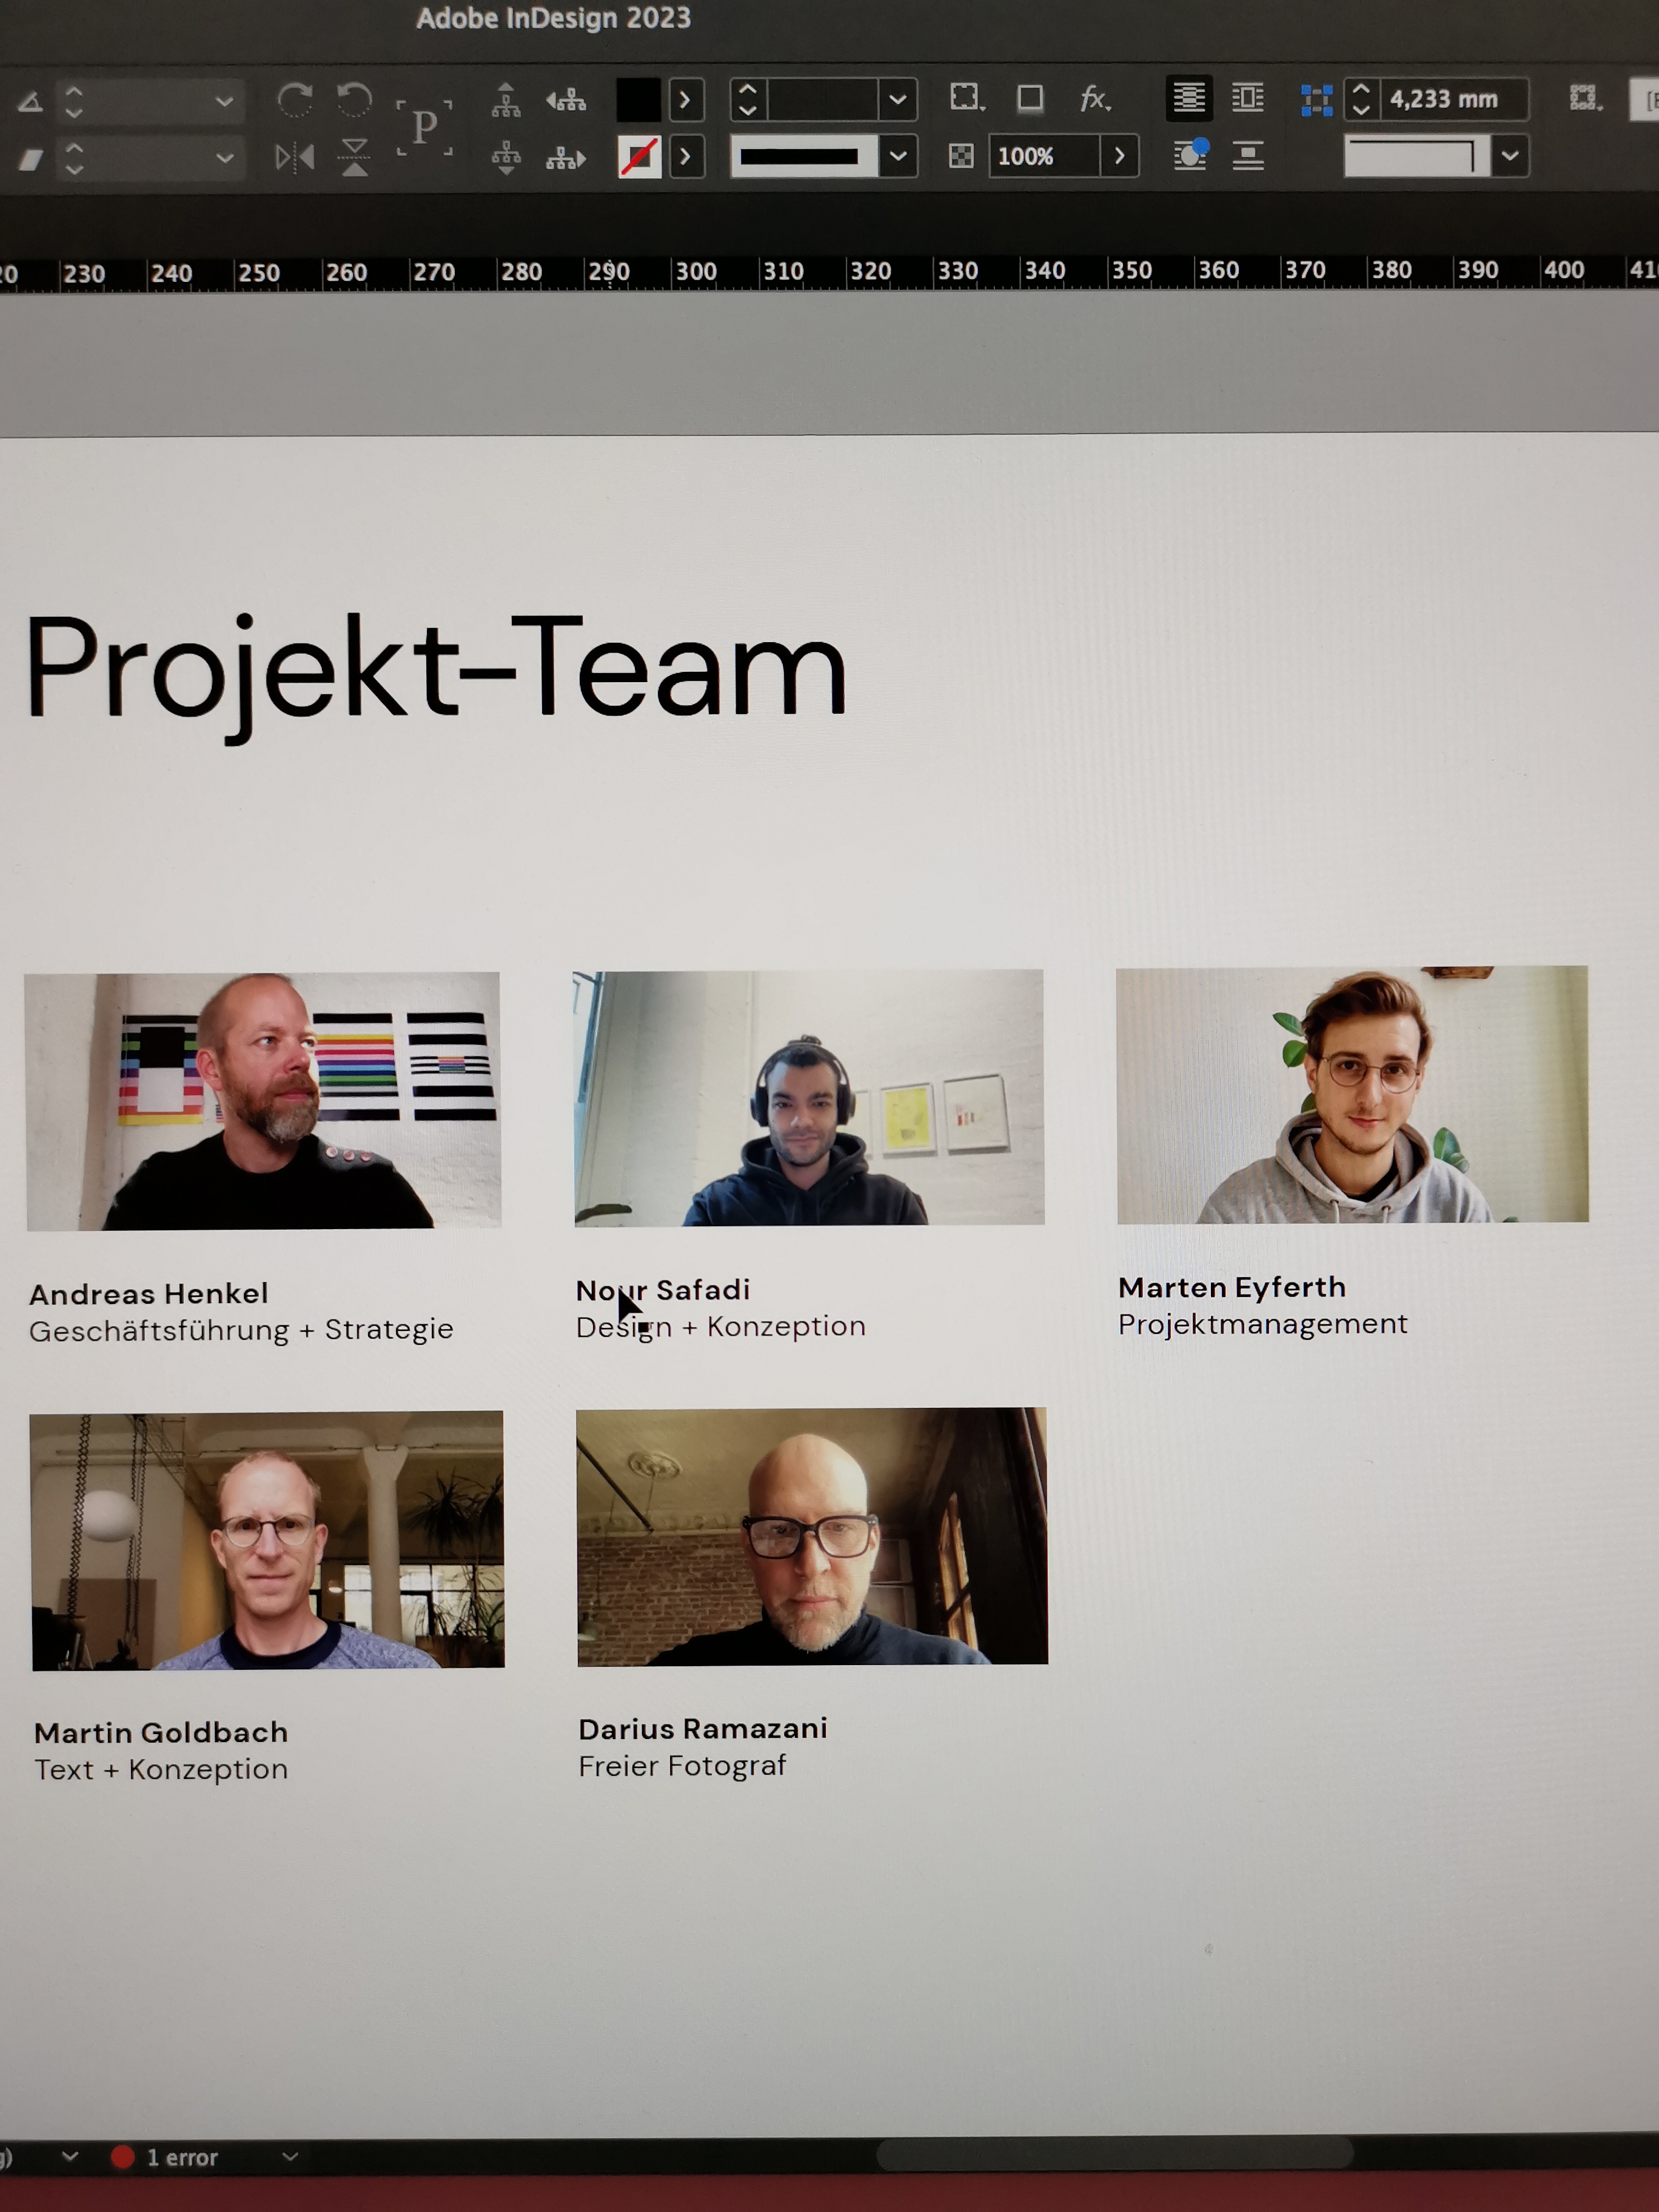 Adobe InDesign 2023
P
fx.
4,233 mm
100%
230 240 250 260 270 280 290 300 310 320 330 340 350 360 370 380 390 400
Projekt-Team
Andreas Henkel
Geschäftsführung + Strategie
Nour Safadi
Design + Konzeption
Marten Eyferth
Projektmanagement
Martin Goldbach
Text + Konzeption
Darius Ramazani
Freier Fotograf
1 error